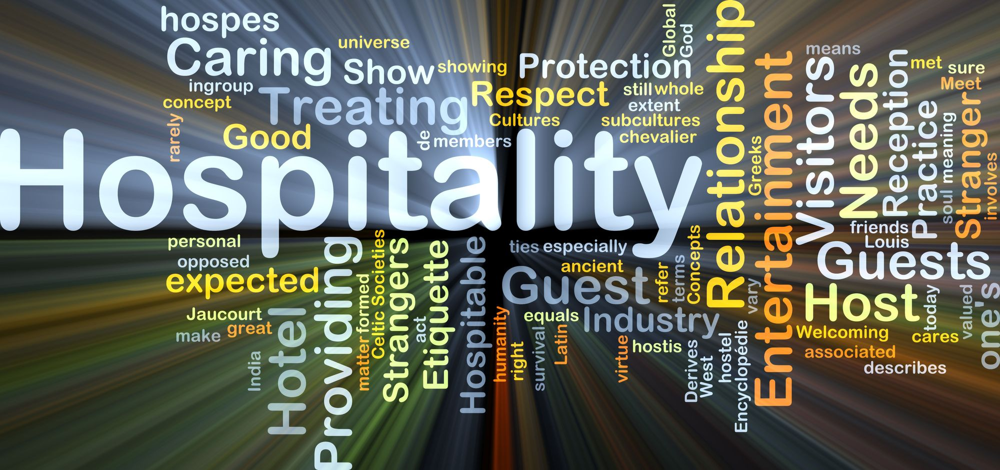 hospes
Caring
universe
Show
showing
Protection
Global
God
Relationship
ingroup
Treating
Respect
still
whole
concept
extent
Cultures
subcultures
rarely
Good
de
members
chevalier
Hospitality
Greeks
Entertainment
means
Visitors
Needs
Reception
met
sure
Meet
Practice
meaning
soul
Stranger
involves
friends
Louis
Guests
personal
opposed
expected
Jaucourt
make
great
India
Hotel
Providing
formed
matter
Celtic Societies
Strangers
act
Etiquette
Hospitable
ties
especially
ancient
Guest
refer
terms
Concepts
vary
humanity
equals
Industry
right
survival
Latin
virtue
hostis
Derives
West
hostel
Encyclopédie
Host
today
valued
one's
Welcoming
cares
associated
describes